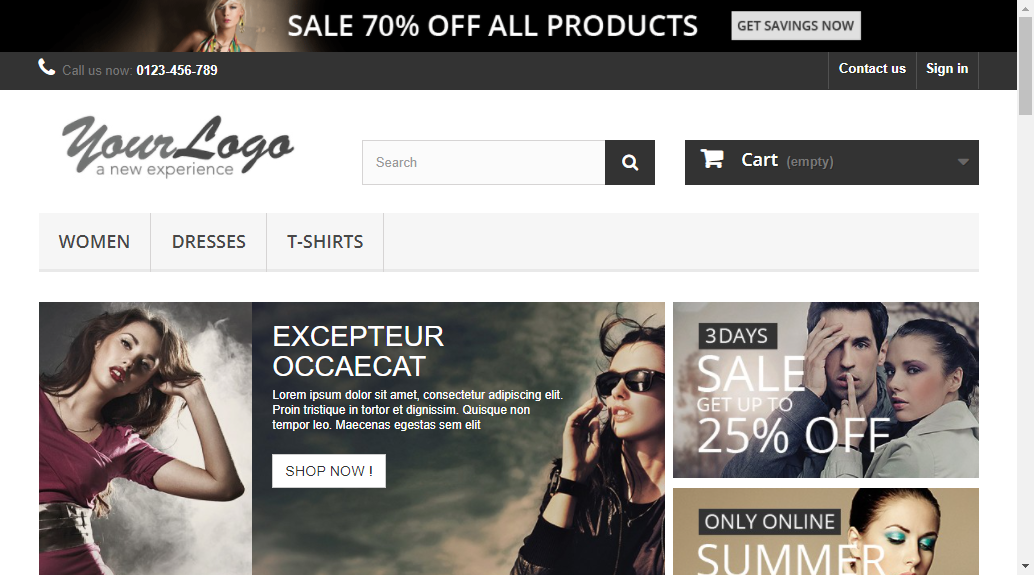 SALE 70% OFF ALL PRODUCTS
GET SAVINGS NOW
Call us now: 0123-456-789
Contact us
Sign in
YourLogo
a new experience
Search
Cart (empty)
WOMEN
DRESSES
T-SHIRTS
EXCEPTEUR
OCCAECAT
Lorem ipsum dolor sit amet, consectetur adipiscing elit.
Proin tristique in tortor et dignissim. Quisque non
tempor leo. Maecenas egestas sem elit
SHOP NOW !
3 DAYS
SALE
GET UP TO
25% OFF
ONLY ONLINE
SUMMER